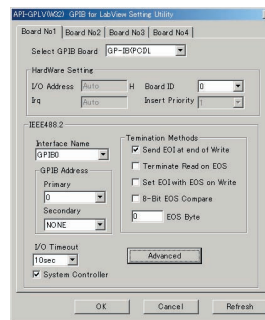 API-GPLV(W32) GPIB for LabView Setting Utility
Board No1 Board No2 Board No3 Board No4
Select GPIB Board GP-IB(PCI)L
HardWare Setting
I/O Address Auto H Board ID 0
Irq Auto Insert Priority 1
IEEE488.2
Interface Name
GPIB0
GPIB Address
Primary
0
Secondary
NONE
I/O Timeout
10sec
System Controller
Temination Methods
Send EOI at end of Write
Terminate Read on EOS
Set EOI with EOS on Write
8-Bit EOS Compare
0 EOS Byte
Advanced
OK Cancel Refresh